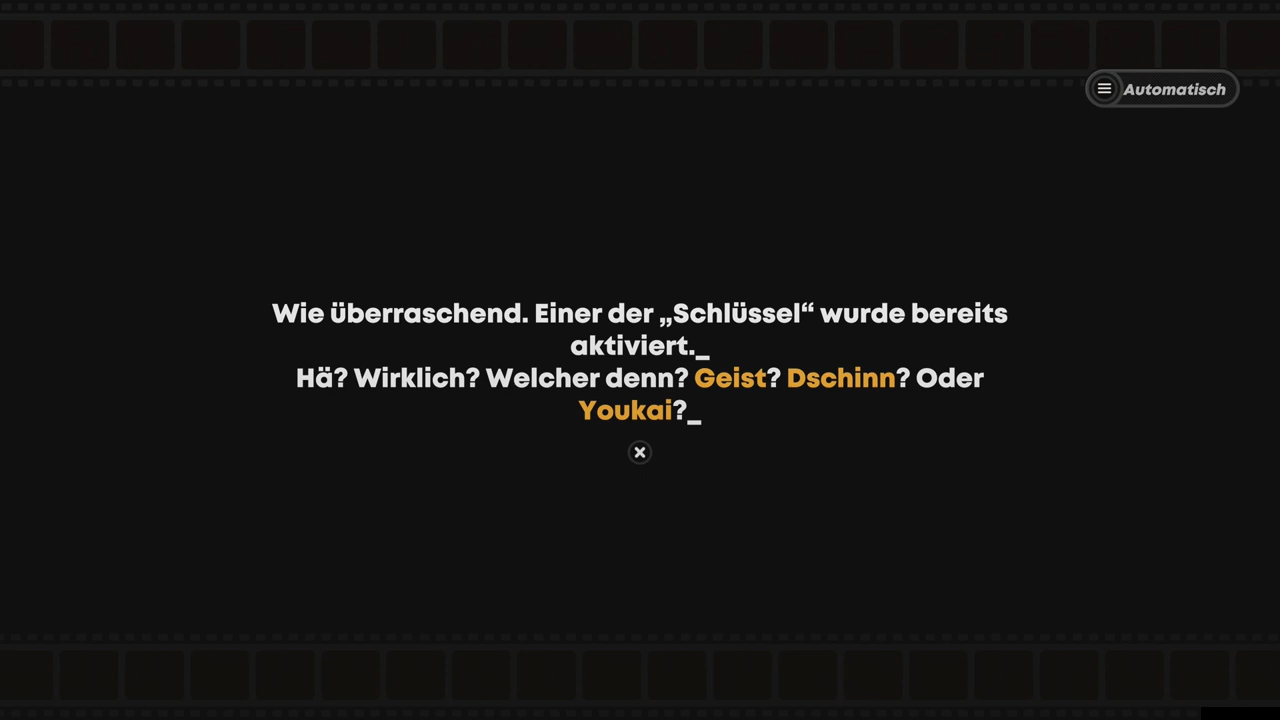 Automatisch
Wie überraschend. Einer der „Schlüssel“ wurde bereits
aktiviert._
Hä? Wirklich? Welcher denn? Geist? Dschinn? Oder
Youkai?_